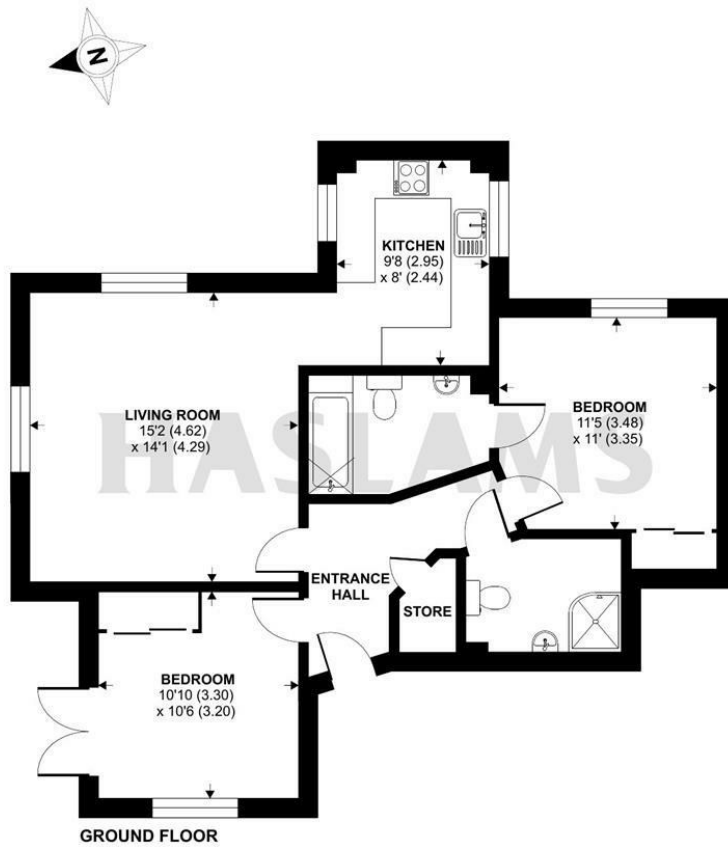 N
KITCHEN
9'8 (2.95)
x 8' (2.44)
LIVING ROOM
15'2 (4.62)
x 14'1 (4.29)
BEDROOM
11'5 (3.48)
x 11' (3.35)
HASLAMS
ENTRANCE
HALL
STORE
BEDROOM
10'10 (3.30)
x 10'6 (3.20)
GROUND FLOOR